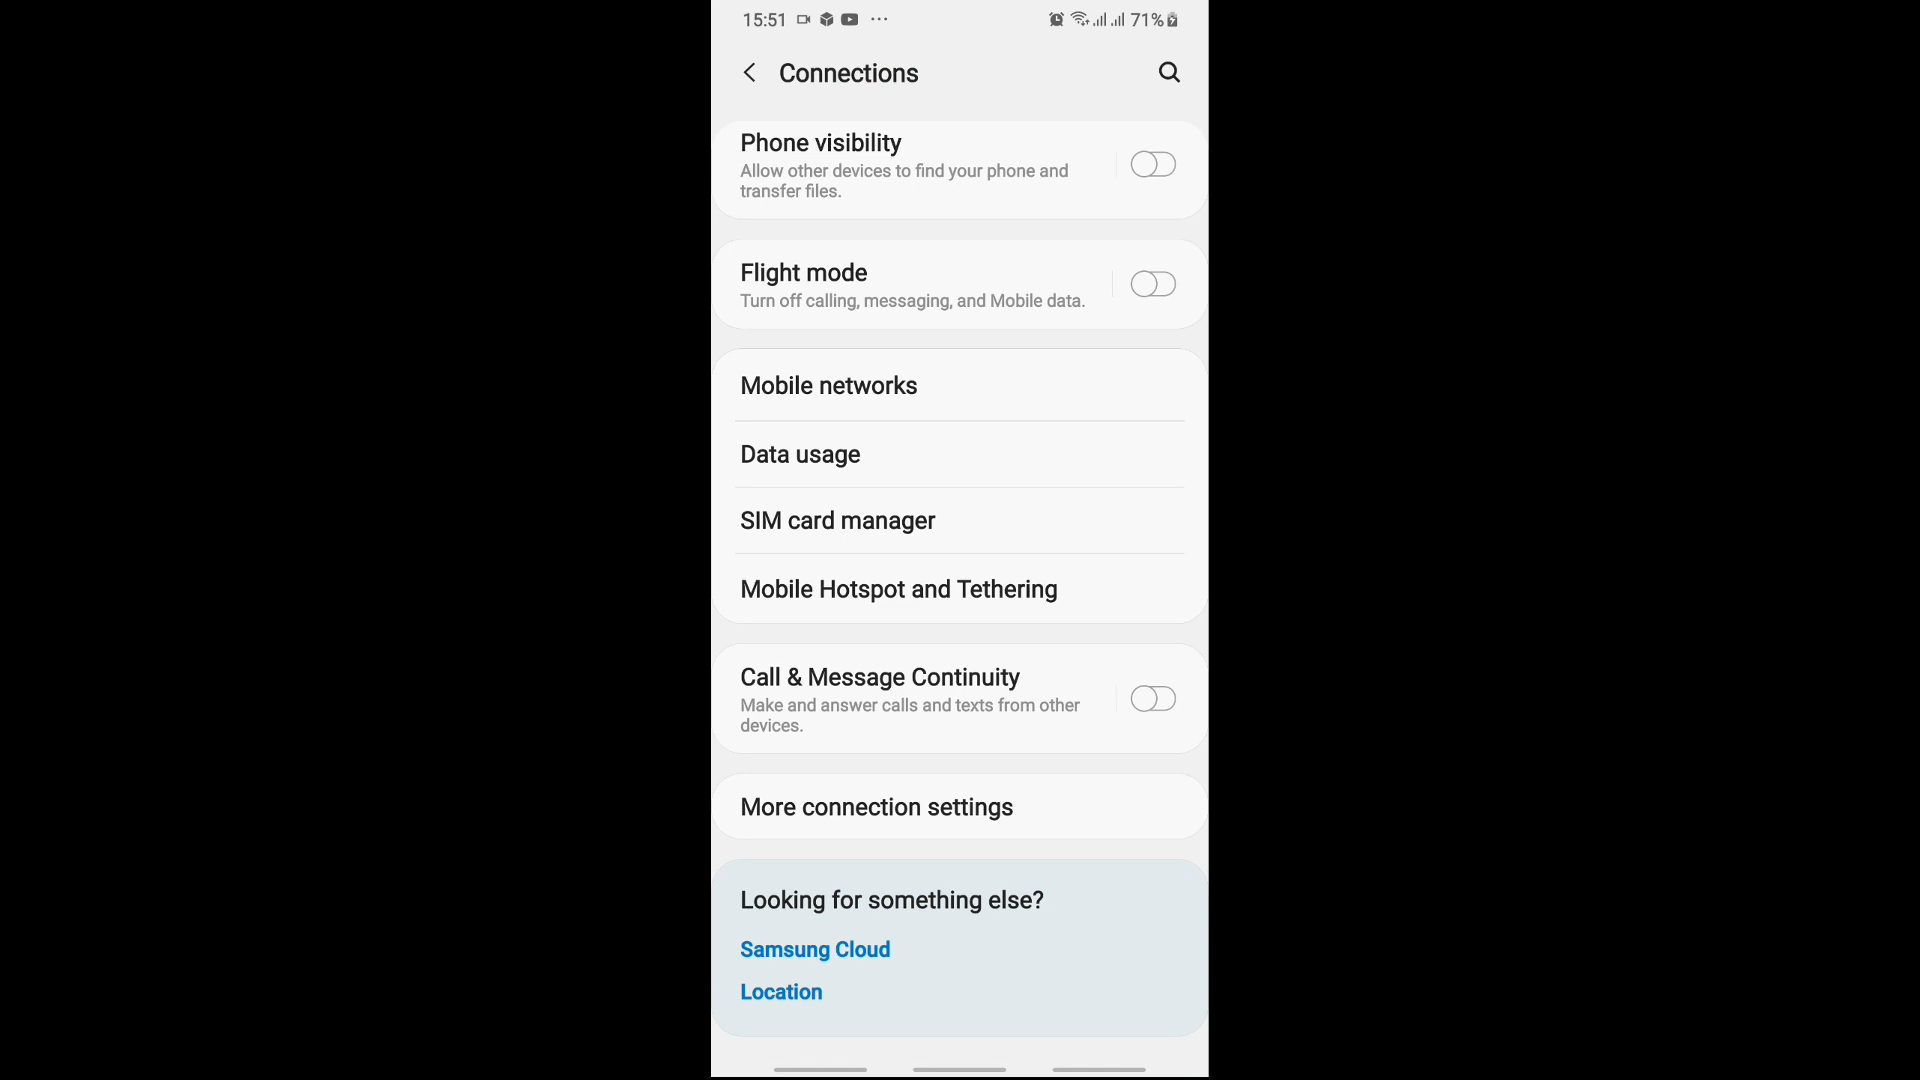 15:51 ... 71%
Connections
Phone visibility
Allow other devices to find your phone and
transfer files.
Flight mode
Turn off calling, messaging, and Mobile data.
Mobile networks
Data usage
SIM card manager
Mobile Hotspot and Tethering
Call & Message Continuity
Make and answer calls and texts from other
devices.
More connection settings
Looking for something else?
Samsung Cloud
Location